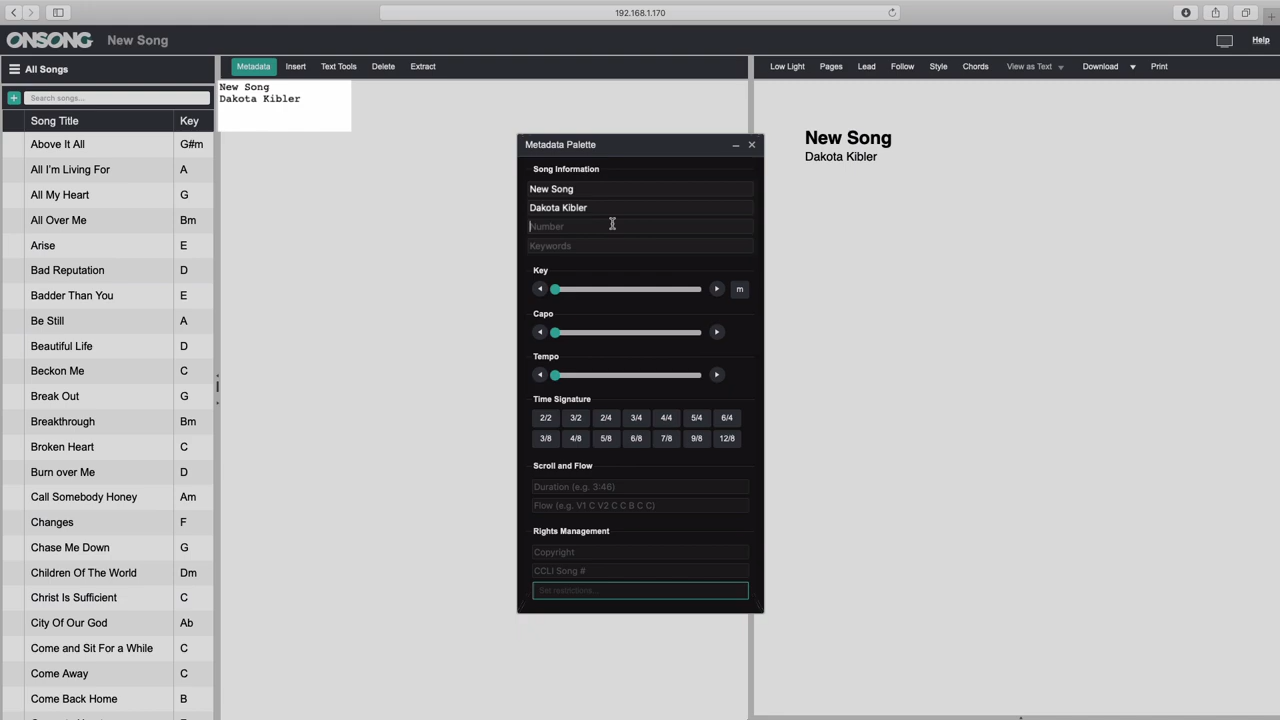 192.168.1.170
ONSONG
New Song
Help
All Songs
Metadata
Insert
Text Tools
Delete
Extract
Low Light
Pages
Lead
Follow
Style
Chords
View as Text
Download
Print
Search songs...
Song Title
Key
Above It All
G#m
All I'm Living For
A
All My Heart
G
All Over Me
Bm
Arise
E
Bad Reputation
D
Badder Than You
E
Be Still
A
Beautiful Life
D
Beckon Me
C
Break Out
G
Breakthrough
Bm
Broken Heart
C
Burn over Me
D
Call Somebody Honey
Am
Changes
F
Chase Me Down
G
Children Of The World
Dm
Christ Is Sufficient
C
City Of Our God
Ab
Come and Sit For a While
C
Come Away
C
Come Back Home
B
New Song
Dakota Kibler
Metadata Palette
Song Information
New Song
Dakota Kibler
Number
Keywords
Key
m
Capo
Tempo
Time Signature
2/2
3/2
2/4
3/4
4/4
5/4
6/4
3/8
4/8
5/8
6/8
7/8
9/8
12/8
Scroll and Flow
Duration (e.g. 3:46)
Flow (e.g. V1 C V2 C C B C C)
Rights Management
Copyright
CCLI Song #
Set restrictions...
New Song
Dakota Kibler